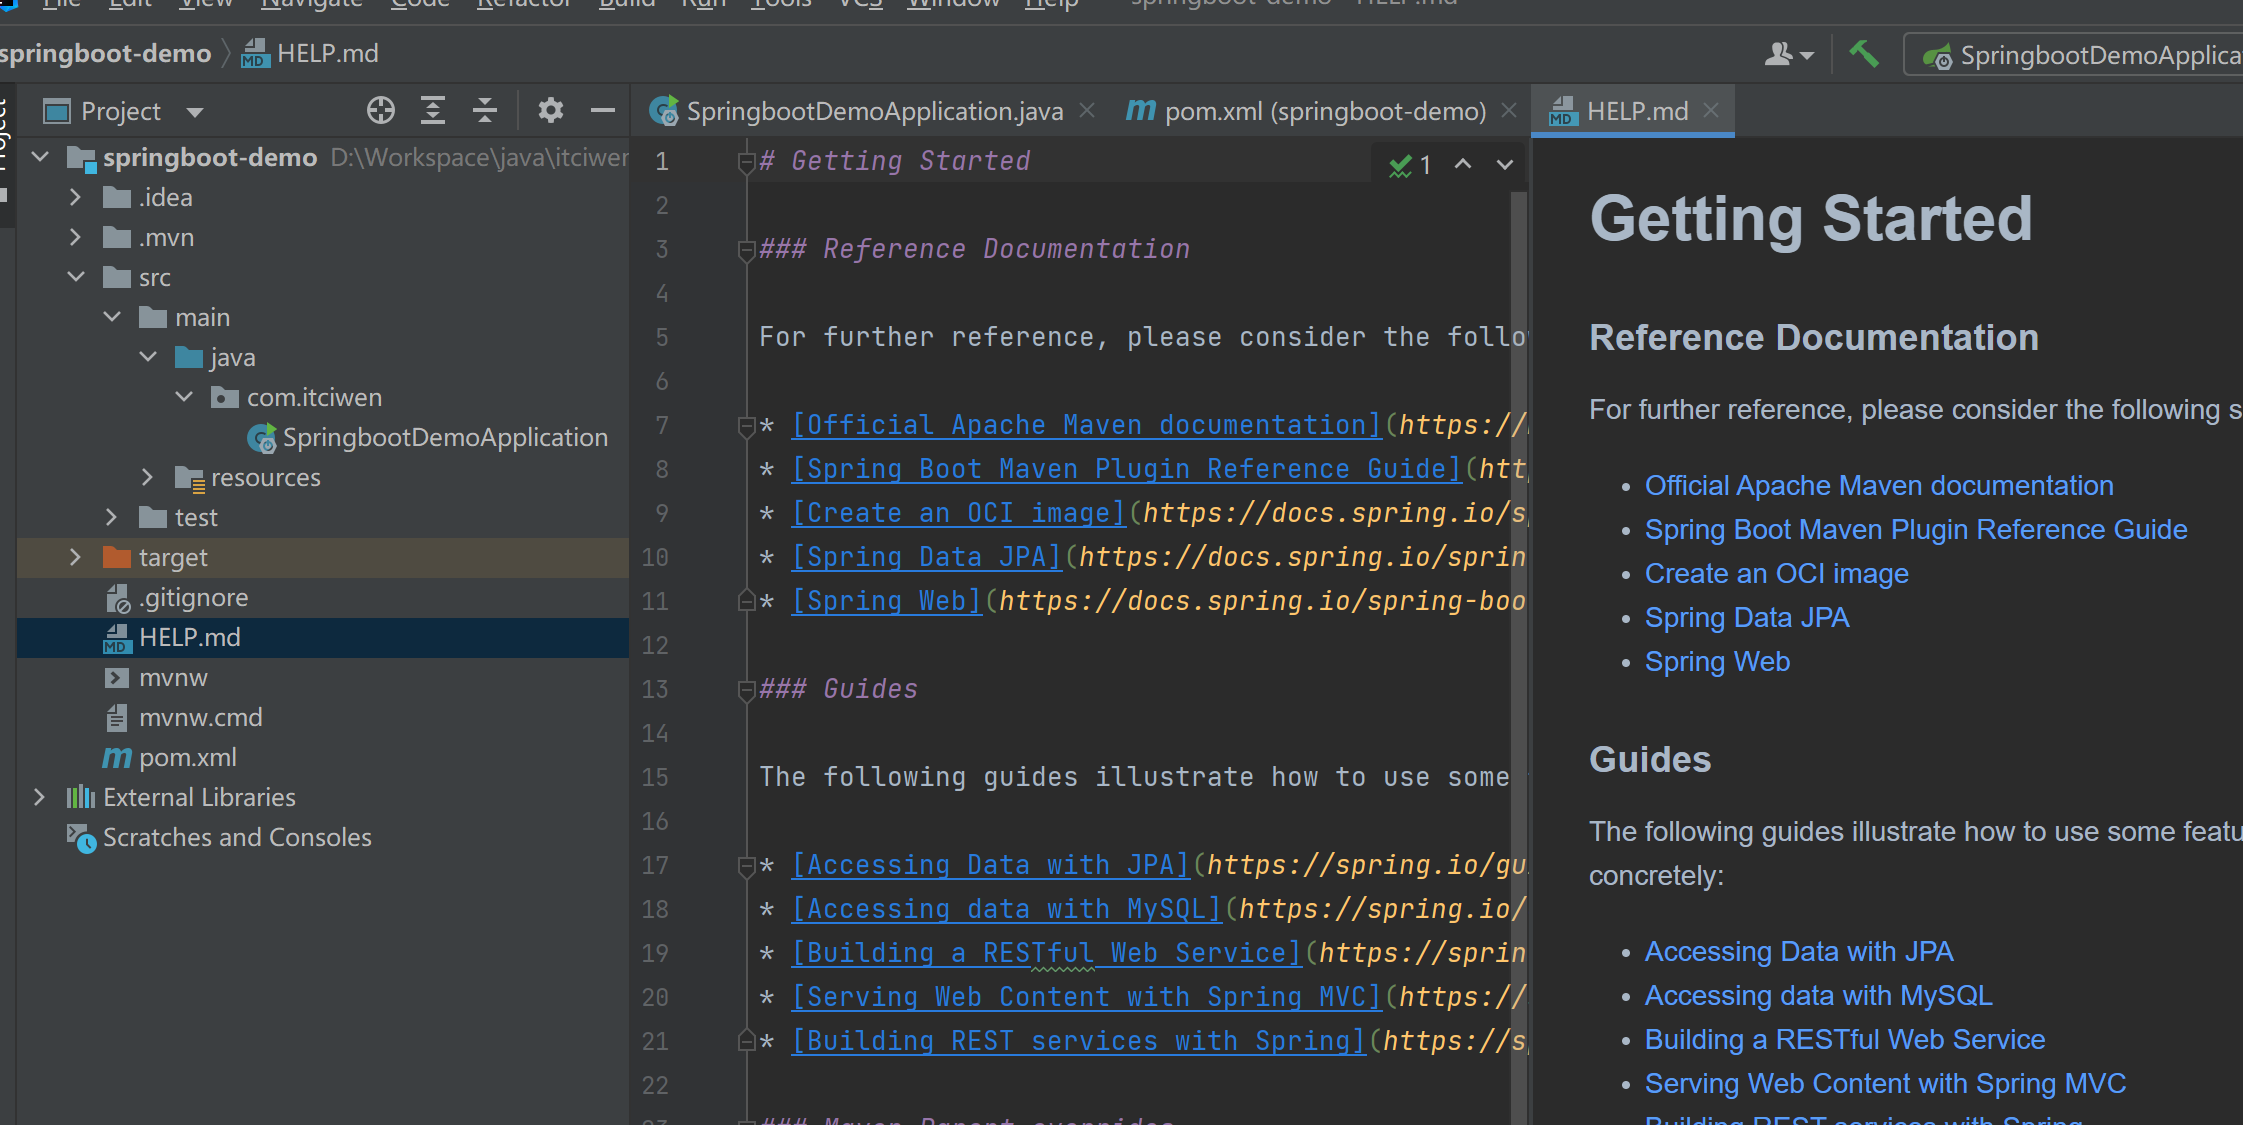 File Edit View Navigate Code Refactor Build Run Tools VCS Window Help springboot-demo - HELP.md
springboot-demo HELP.md
SpringbootDemoApplica
Project
Project
springboot-demo D:\Workspace\java\itciwen
.idea
.mvn
src
main
java
com.itciwen
SpringbootDemoApplication
resources
test
target
.gitignore
HELP.md
mvnw
mvnw.cmd
pom.xml
External Libraries
Scratches and Consoles
SpringbootDemoApplication.java pom.xml (springboot-demo) HELP.md
1
1 # Getting Started
2
3 ### Reference Documentation
4
5 For further reference, please consider the follo
6
7 * [Official Apache Maven documentation](https://
8 * [Spring Boot Maven Plugin Reference Guide](htt
9 * [Create an OCI image](https://docs.spring.io/s
10 * [Spring Data JPA](https://docs.spring.io/sprin
11 * [Spring Web](https://docs.spring.io/spring-boo
12
13 ### Guides
14
15 The following guides illustrate how to use some
16
17 * [Accessing Data with JPA](https://spring.io/gu
18 * [Accessing data with MySQL](https://spring.io/
19 * [Building a RESTful Web Service](https://sprin
20 * [Serving Web Content with Spring MVC](https://
21 * [Building REST services with Spring](https://s
22
23 ### Maven Parent overrides
Getting Started
Reference Documentation
For further reference, please consider the following s
• Official Apache Maven documentation
• Spring Boot Maven Plugin Reference Guide
• Create an OCI image
• Spring Data JPA
• Spring Web
Guides
The following guides illustrate how to use some featu
concretely:
• Accessing Data with JPA
• Accessing data with MySQL
• Building a RESTful Web Service
• Serving Web Content with Spring MVC
Building REST services with Spring